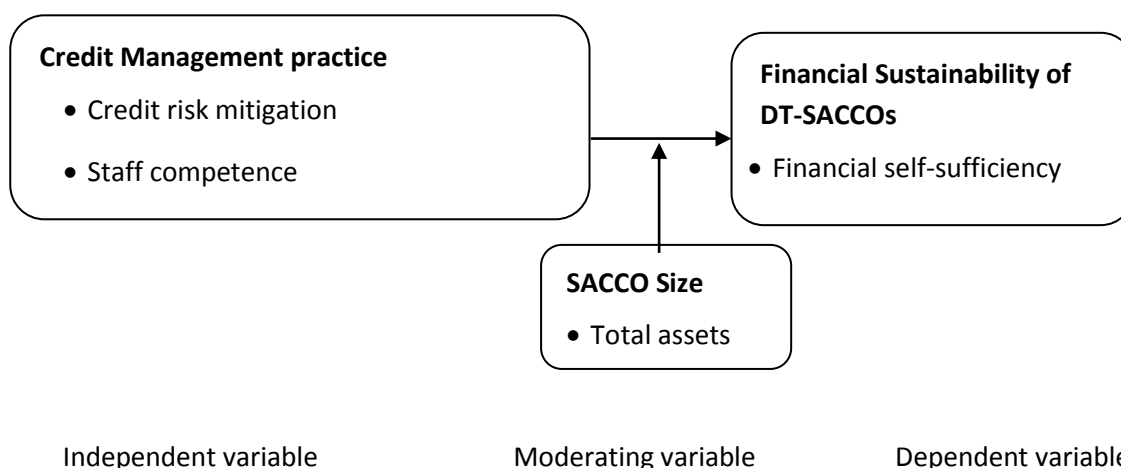 Credit Management practice
• Credit risk mitigation
• Staff competence
Financial Sustainability of
DT-SACCOs
• Financial self-sufficiency
SACCO Size
• Total assets
Independent variable Moderating variable Dependent variable